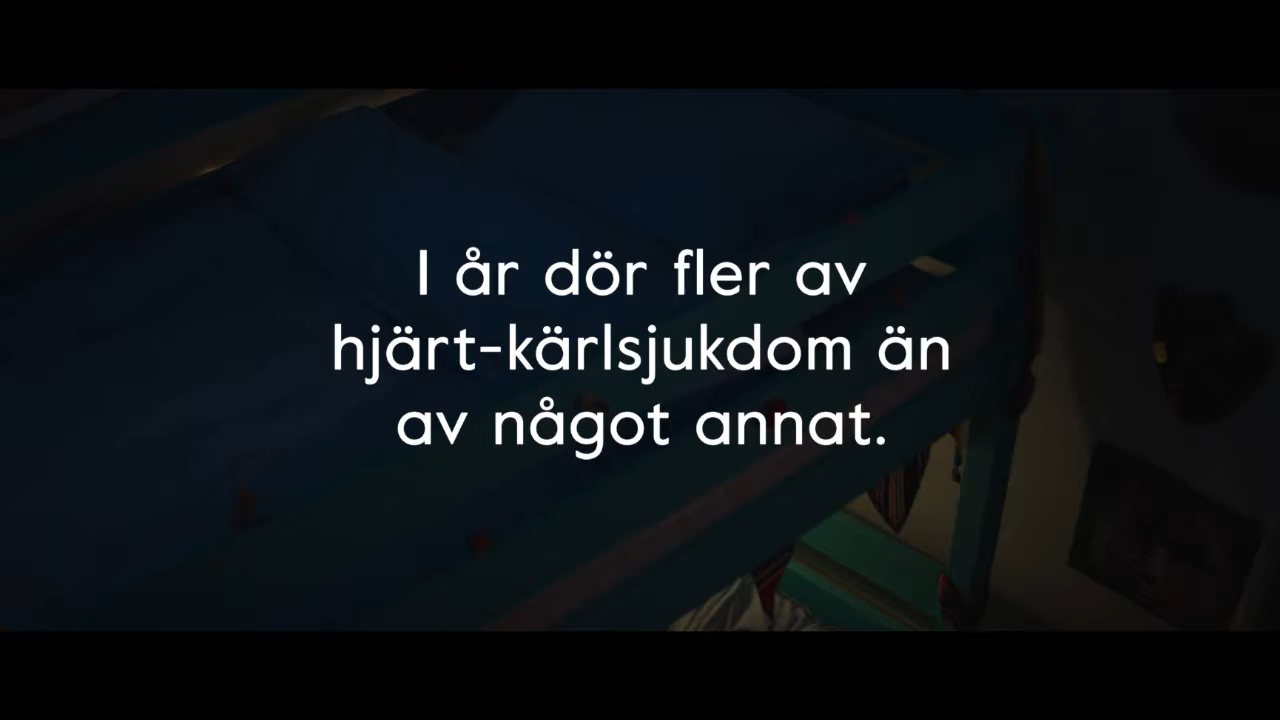 I år dör fler av
hjärt-kärlsjukdom än
av något annat.